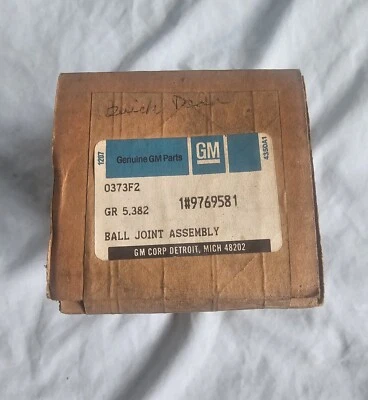 1207
Genuine GM Parts
GM
4350A1
0373F2
GR 5.382
1#9769581
BALL JOINT ASSEMBLY
GM CORP DETROIT, MICH 48202